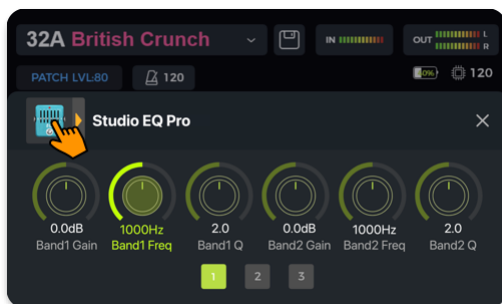 32A British Crunch
IN
OUT
L
R
PATCH LVL:80
120
0%
120
Studio EQ Pro
0.0dB
1000Hz
2.0
0.0dB
1000Hz
2.0
Band1 Gain
Band1 Freq
Band1 Q
Band2 Gain
Band2 Freq
Band2 Q
1
2
3